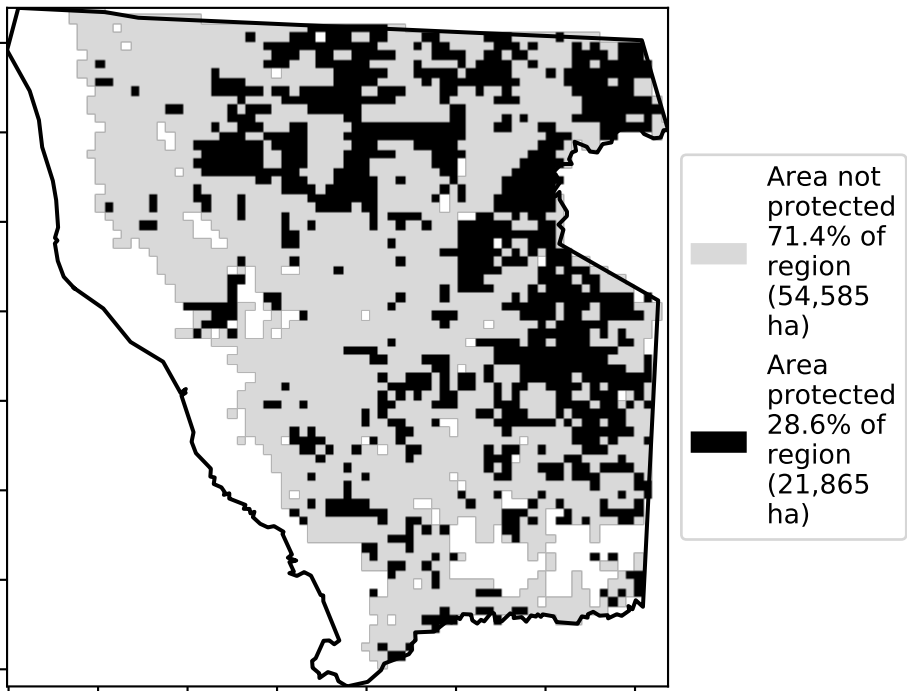 Area not
protected
71.4% of
region
(54,585
ha)
Area
protected
28.6% of
region
(21,865
ha)